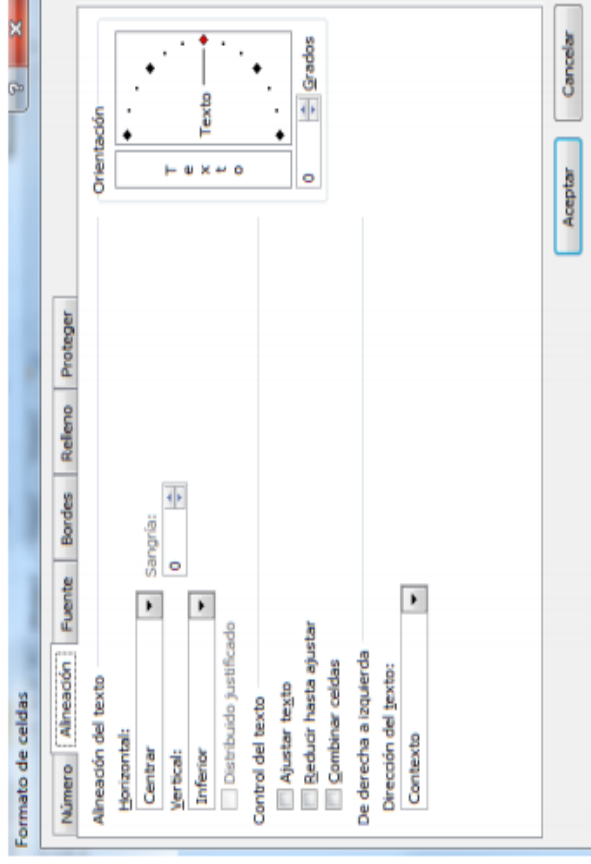 Formato de celdas
Número Alineación Fuente Bordes Relleno Proteger
Alineación del texto
Horizontal:
Centrar
Sangría:
Vertical:
0
Inferior
Distribuido justificado
Control del texto
Ajustar texto
Reducir hasta ajustar
Combinar celdas
De derecha a izquierda
Dirección del texto:
Contexto
Orientación
T
e
x
t
o
Texto
0 Grados
Aceptar Cancelar